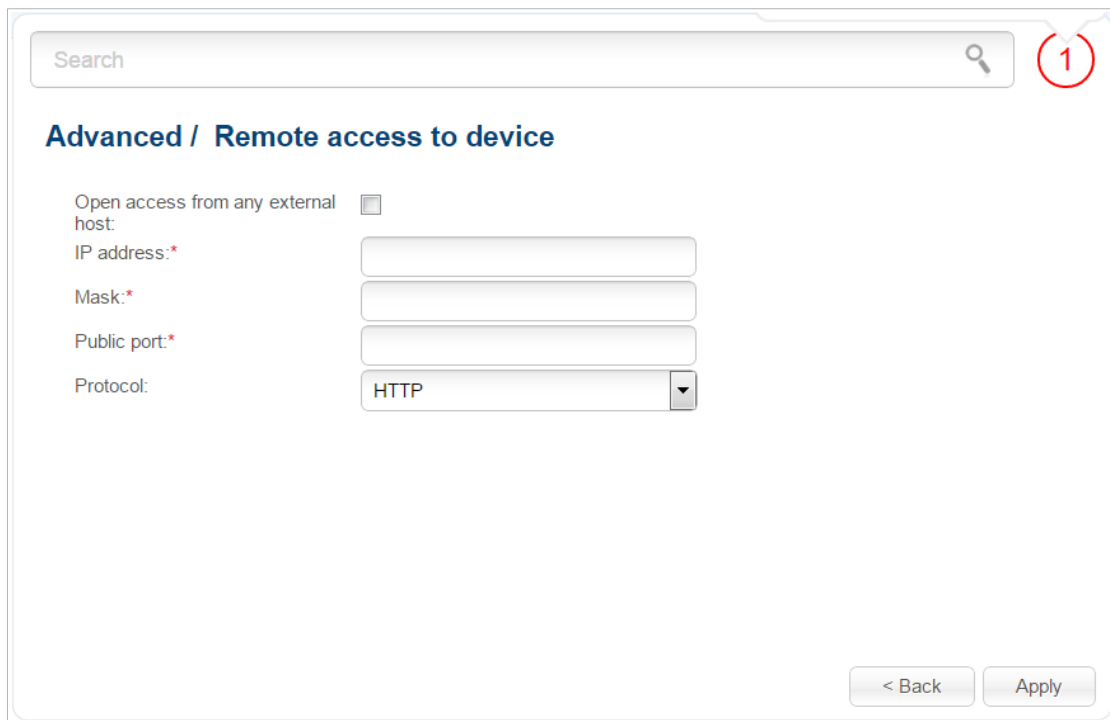 Search
1
Advanced /  Remote access to device
Open access from any external
host:
IP address:*
Mask:*
Public port:*
Protocol:
HTTP
< Back
Apply